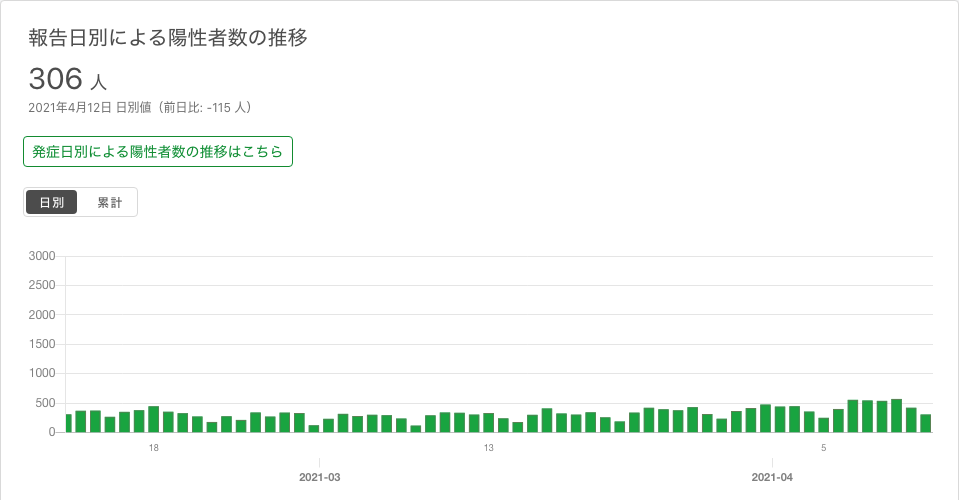 報告日別による陽性者数の推移
306 人
2021年4月12日 日別値（前日比: -115 人）
発症日別による陽性者数の推移はこちら
日別 累計
3000
2500
2000
1500
1000
500
0
18 13 5
2021-03 2021-04